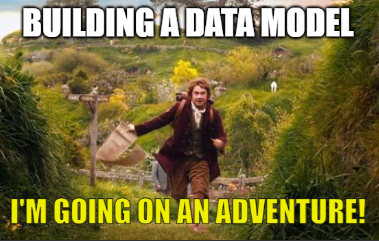 BUILDING A DATA MODEL
I'M GOING ON AN ADVENTURE!